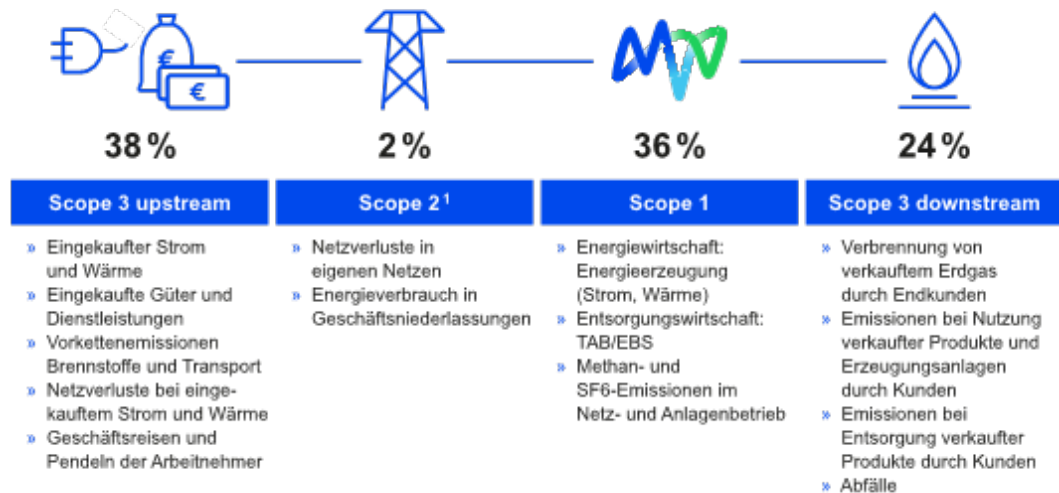 38 %
2 %
36 %
24 %
Scope 3 upstream
Scope 2¹
Scope 1
Scope 3 downstream
» Eingekaufter Strom
und Wärme
» Eingekaufte Güter und
Dienstleistungen
» Vorkettenemissionen
Brennstoffe und Transport
» Netzverluste bei einge-
kauftem Strom und Wärme
» Geschäftsreisen und
Pendeln der Arbeitnehmer
» Netzverluste in
eigenen Netzen
» Energieverbrauch in
Geschäftsniederlassungen
» Energiewirtschaft:
Energieerzeugung
(Strom, Wärme)
» Entsorgungswirtschaft:
TAB/EBS
» Methan- und
SF6-Emissionen im
Netz- und Anlagenbetrieb
» Verbrennung von
verkauftem Erdgas
durch Endkunden
» Emissionen bei Nutzung
verkaufter Produkte und
Erzeugungsanlagen
durch Kunden
» Emissionen bei
Entsorgung verkaufter
Produkte durch Kunden
» Abfälle